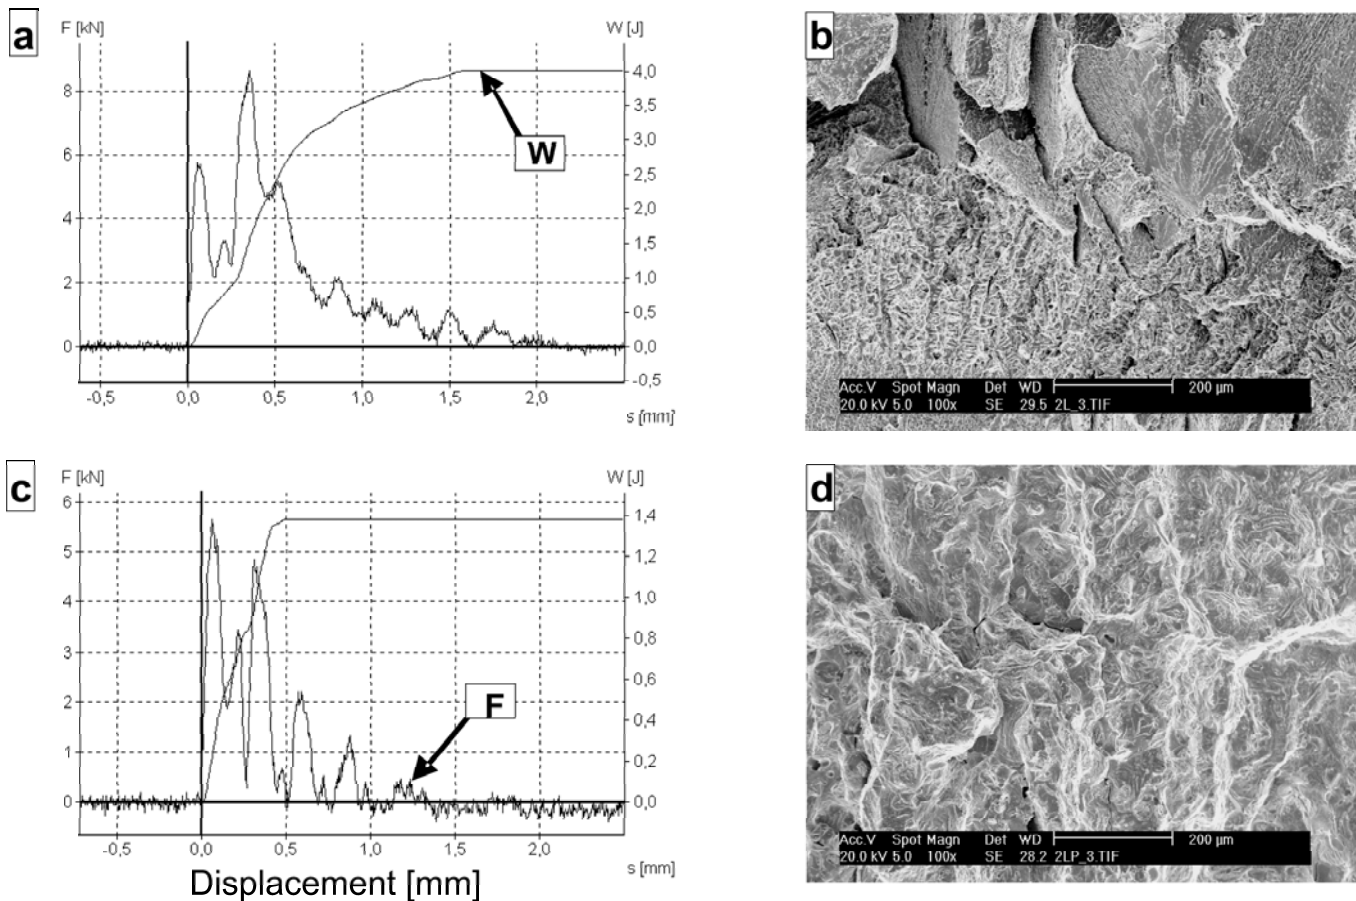 a
F [kN]
W [J]
8
6
4
2
0
4,0
3,5
3,0
2,5
2,0
1,5
1,0
0,5
0,0
-0,5
W
-0,5 0,0 0,5 1,0 1,5 2,0
s [mm]
b
Acc.V Spot Magn Det WD 200 µm
20.0 kV 5.0 100x SE 29.5 2L_3.TIF
c
F [kN]
W [J]
6
5
4
3
2
1
0
1,4
1,2
1,0
0,8
0,6
0,4
0,2
0,0
F
-0,5 0,0 0,5 1,0 1,5 2,0
s [mm]
Displacement [mm]
d
Acc.V Spot Magn Det WD 200 µm
20.0 kV 5.0 100x SE 28.2 2LP_3.TIF